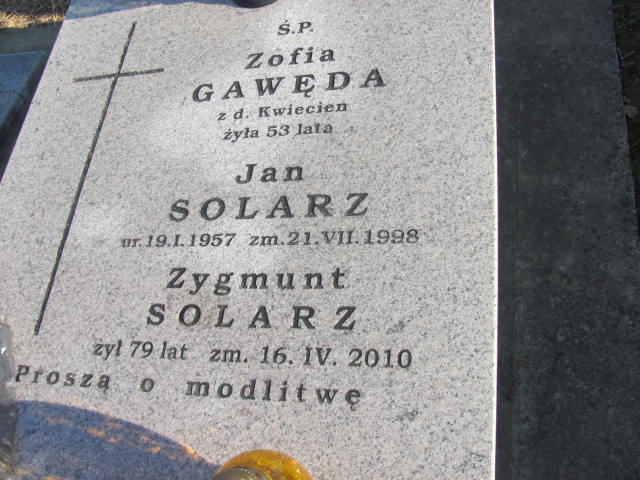 Ś.P.
Zofia
GAWĘDA
z d. Kwiecien
żyła 53 lata
Jan
SOLARZ
ur. 19.I.1957 zm. 21.VII.1998
Zygmunt
SOLARZ
żył 79 lat zm. 16. IV. 2010
Proszą o modlitwę